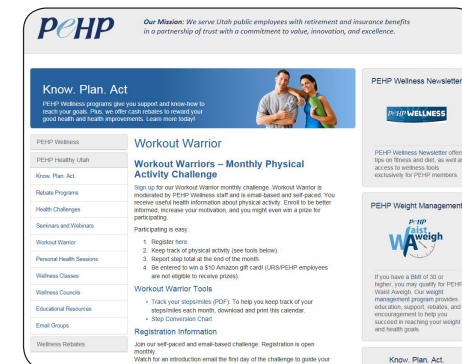 PEHP
Our Mission: We serve Utah public employees with retirement and insurance benefits
in a partnership of trust with a commitment to value, innovation, and excellence.
Know. Plan. Act
PEHP Wellness programs give you support and know-how to
reach your goals. Plus, we offer cash rebates to reward your
good health and health improvements. Learn more today!
PEHP Wellness
PEHP Healthy Utah
Know. Plan. Act.
Rebate Programs
Health Challenges
Seminars and Webinars
Workout Warrior
Personal Health Sessions
Wellness Classes
Wellness Councils
Educational Resources
Email Groups
Wellness Rebates
Workout Warrior
Workout Warriors – Monthly Physical
Activity Challenge
Sign up for our Workout Warrior monthly challenge. Workout Warrior is
moderated by PEHP Wellness staff and is email-based and self-paced. You
receive useful health information about physical activity. Enroll to be better
informed, increase your motivation, and you might even win a prize for
participating.
Participating is easy.
1. Register here.
2. Keep track of physical activity (see tools below).
3. Report step total at the end of the month.
4. Be entered to win a $10 Amazon gift card! (URS/PEHP employees
are not eligible to receive prizes).
Workout Warrior Tools
• Track your steps/miles (PDF): To help you keep track of your
steps/miles each month, download and print this calendar.
• Step Conversion Chart
Registration Information
Join our self-paced and email-based challenge. Registration is open
monthly.
Watch for an introduction email the first day of the challenge to guide your
PEHP Wellness Newsletter
PEHP WELLNESS
PEHP Wellness Newsletter offers
tips on fitness and diet, as well as
access to wellness tools
exclusively for PEHP members.
PEHP Weight Management
PEHP
Waist
Aweigh
If you have a BMI of 30 or
higher, you may qualify for PEHP
Waist Aweigh. Our weight
management program provides
education, support, rebates, and
encouragement to help you
succeed in reaching your weight
and health goals.
Know. Plan. Act.